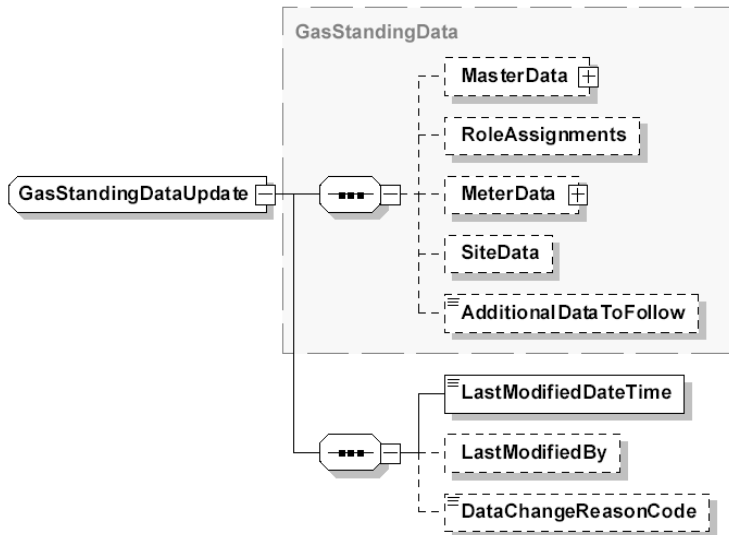 GasStandingData
MasterData
RoleAssignments
GasStandingDataUpdate
MeterData
SiteData
AdditionalDataToFollow
LastModifiedDateTime
LastModifiedBy
DataChangeReasonCode